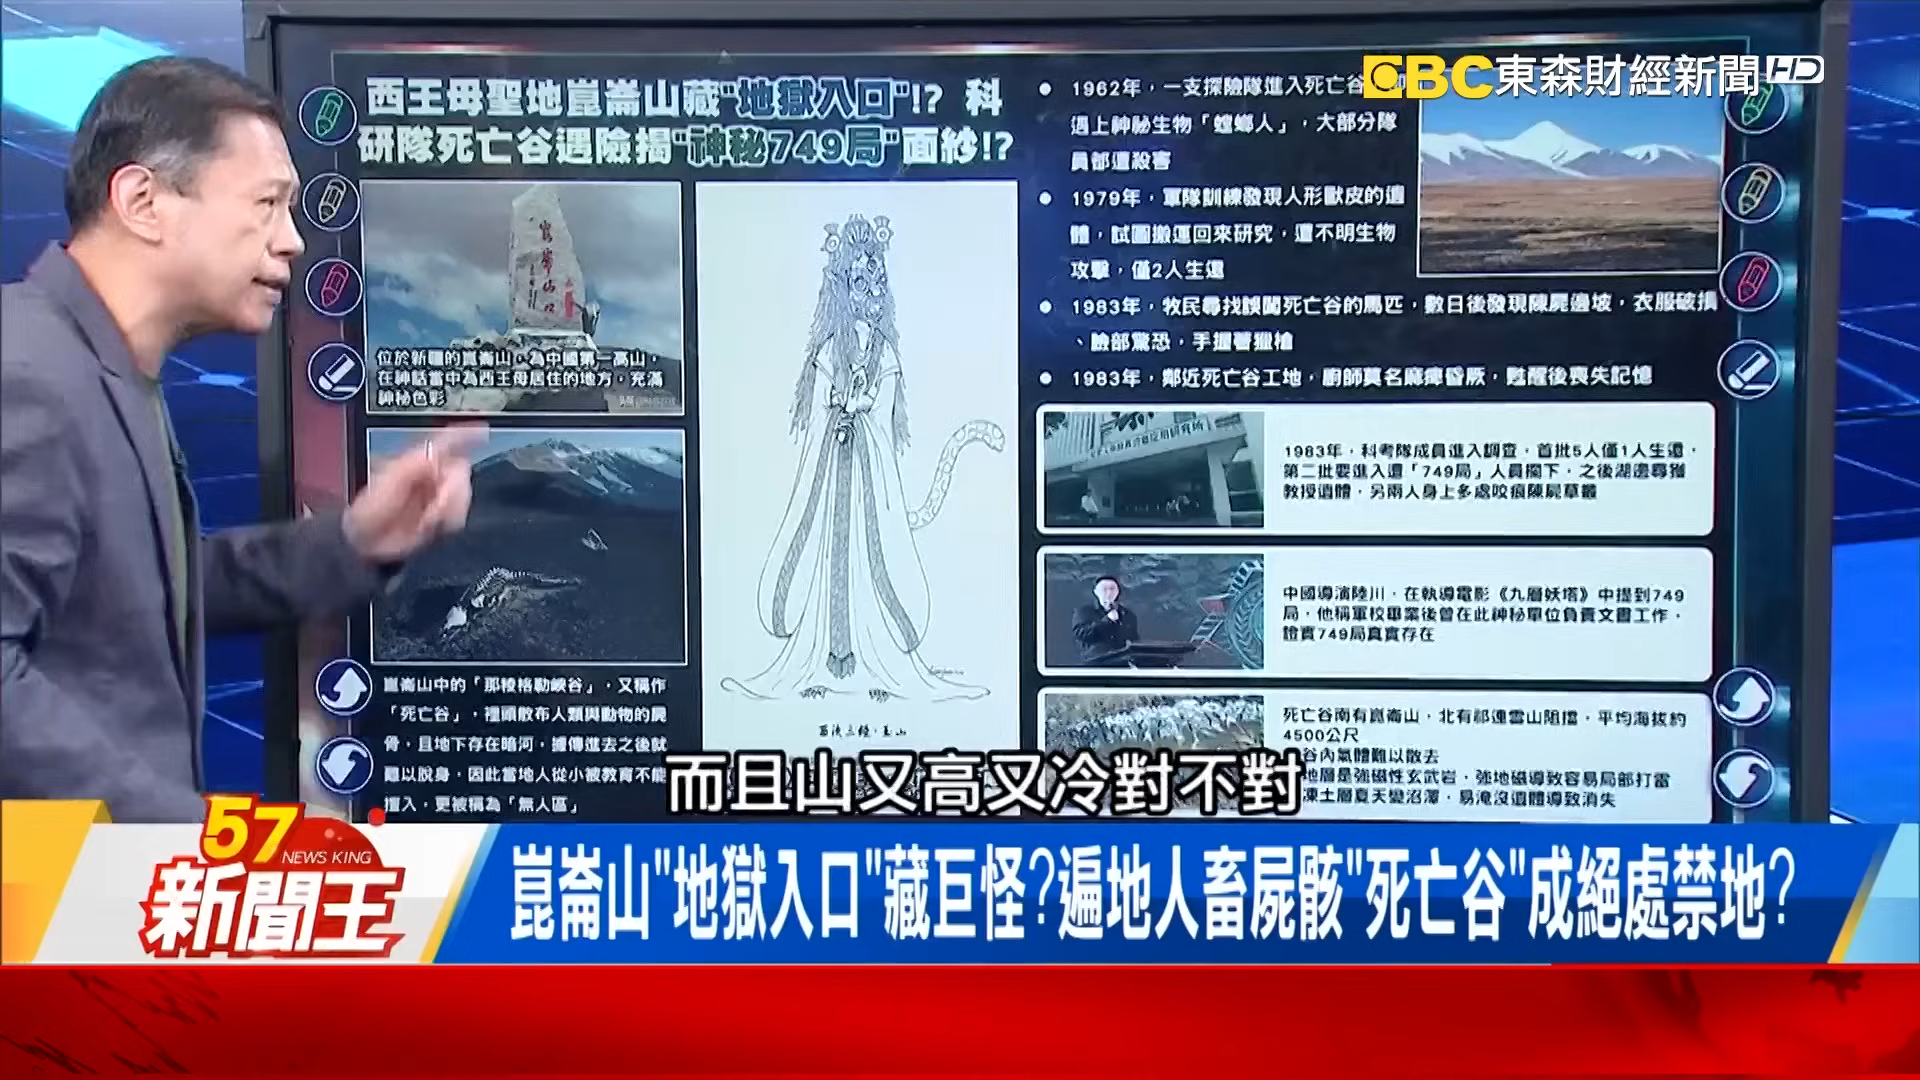 西王母聖地崑崙山藏"地獄入口"!? 科
研隊死亡谷遇險揭"神秘749局"面紗!?
崑崙山口
位於新疆的崑崙山，為中國第一高山，
在神話當中為西王母居住的地方，充滿
神秘色彩
崑崙山中的「那稜格勒峽谷」，又稱作
「死亡谷」，裡頭散布人類與動物的屍
骨，且地下存在暗河，據傳進去之後就
難以脫身，因此當地人從小被教育不能
擅入，更被稱為「無人區」
1962年，一支探險隊進入死亡谷
遇上神祕生物「螳螂人」，大部分隊
員都遭殺害
1979年，軍隊訓練發現人形獸皮的遺
體，試圖搬運回來研究，遭不明生物
攻擊，僅2人生還
1983年，牧民尋找誤闖死亡谷的馬匹，數日後發現陳屍邊坡，衣服破損
、臉部驚恐，手握著獵槍
1983年，鄰近死亡谷工地，廚師莫名麻痺昏厥，甦醒後喪失記憶
1983年，科考隊成員進入調查，首批5人僅1人生還，
第二批要進入遭「749局」人員攔下，之後湖邊尋獲
教授遺體，另兩人身上多處咬痕陳屍草叢
中國導演陸川，在執導電影《九層妖塔》中提到749
局，他稱軍校畢業後曾在此神秘單位負責文書工作，
證實749局真實存在
死亡谷南有崑崙山，北有祁連雪山阻擋，平均海拔約
4500公尺
谷內氣體難以散去
地層是強磁性玄武岩，強地磁導致容易局部打雷
凍土層夏天變沼澤，易淹沒遺體導致消失
EBC東森財經新聞HD
而且山又高又冷對不對
57
NEWS KING
新聞王
崑崙山"地獄入口"藏巨怪?遍地人畜屍骸"死亡谷"成絕處禁地?